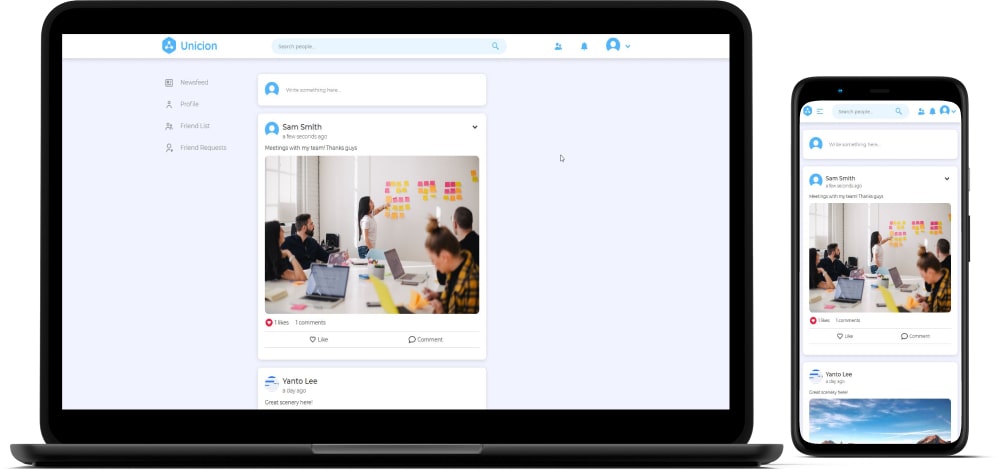 Unicion
Search people...
Newsfeed
Profile
Friend List
Friend Requests
Write something here...
Sam Smith
a few seconds ago
Meetings with my team! Thanks guys
1 likes 1 comments
Like Comment
Yanto Lee
a day ago
Great scenery here!
Search people...
Write something here...
Sam Smith
a few seconds ago
Meetings with my team! Thanks guys
1 likes 1 comments
Like Comment
Yanto Lee
a day ago
Great scenery here!